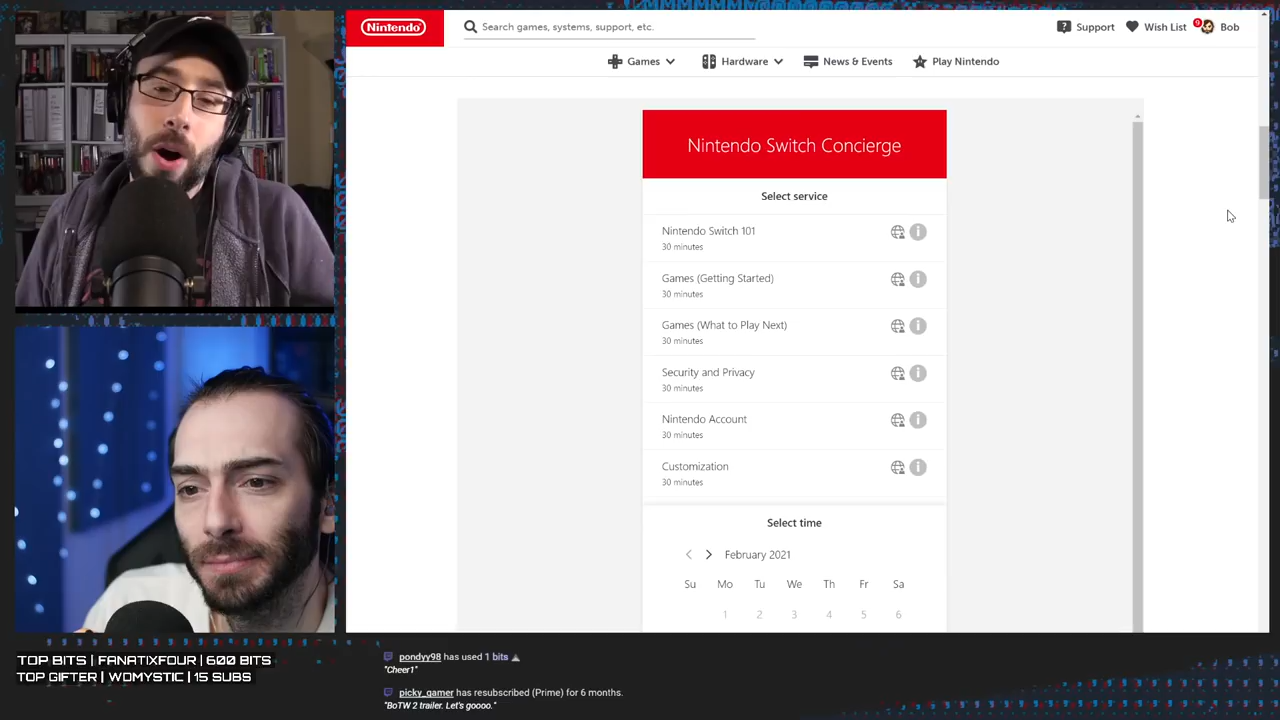 Nintendo
Search games, systems, support, etc.
Support
Wish List
9
Bob
Games
Hardware
News & Events
Play Nintendo
Nintendo Switch Concierge
Select service
Nintendo Switch 101
30 minutes
Games (Getting Started)
30 minutes
Games (What to Play Next)
30 minutes
Security and Privacy
30 minutes
Nintendo Account
30 minutes
Customization
30 minutes
Select time
February 2021
Su Mo Tu We Th Fr Sa
1 2 3 4 5 6
TOP BITS | FANATIXFOUR | 600 BITS
TOP GIFTER | WDMYSTIC | 15 SUBS
pondyy98 has used 1 bits
"Cheer1"
picky_gamer has resubscribed (Prime) for 6 months.
"BoTW 2 trailer. Let's goooo."